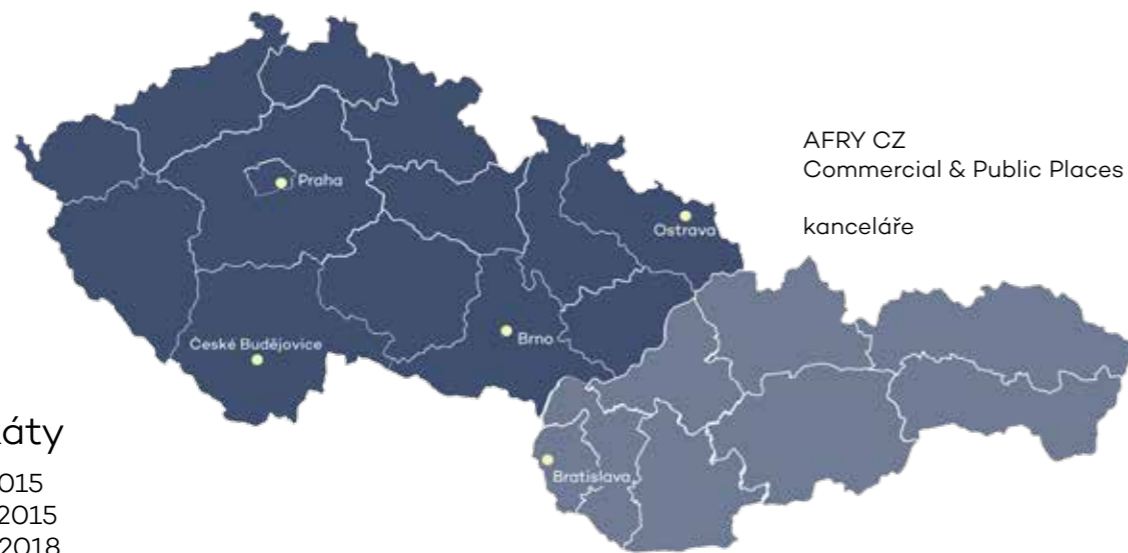 AFRY CZ
Commercial & Public Places
kanceláře
Praha
Ostrava
České Budějovice
Brno
Bratislava
áty
015
2015
2018